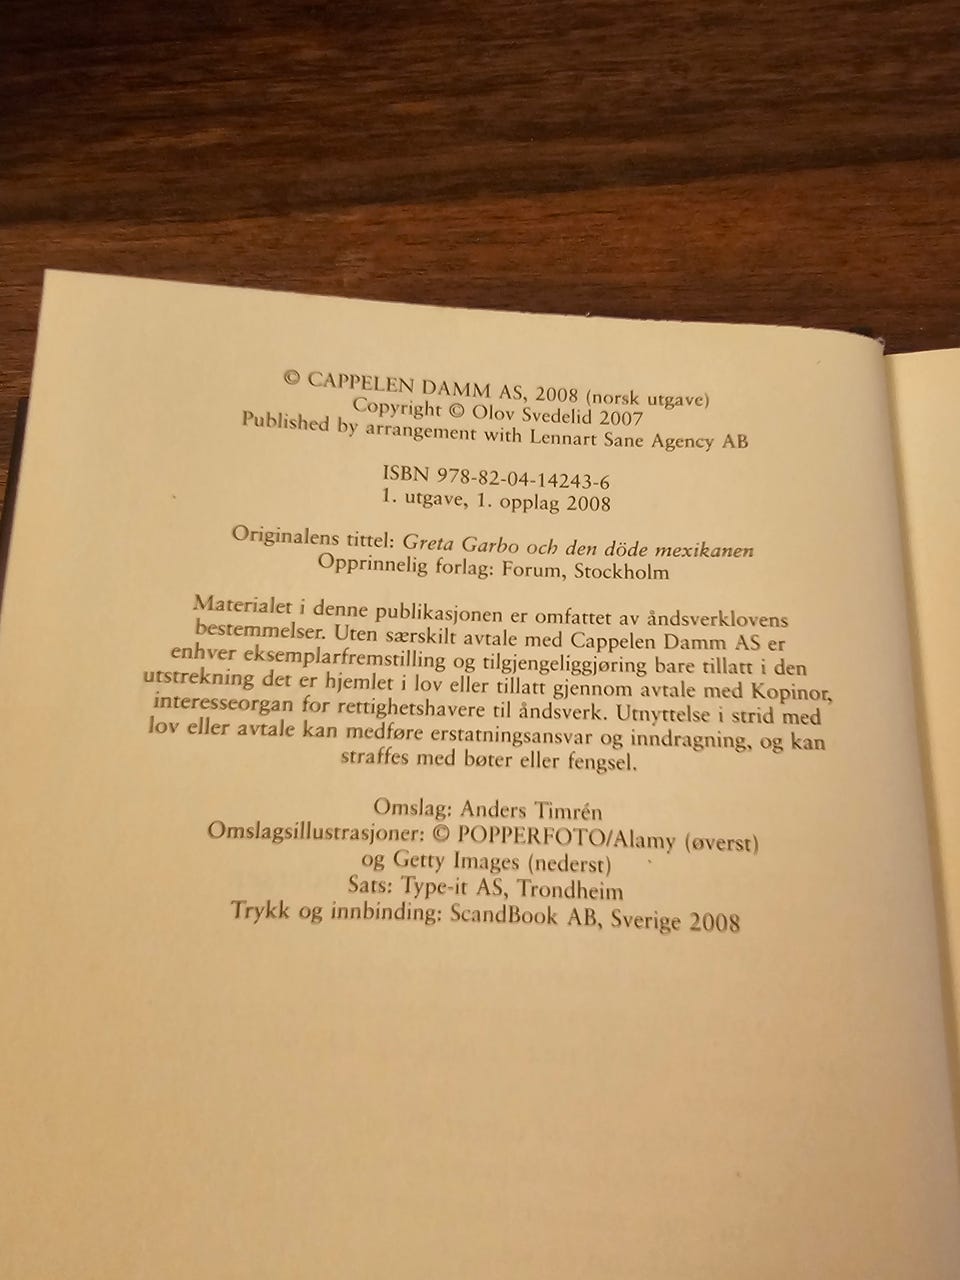 © CAPPELEN DAMM AS, 2008 (norsk utgave)
Copyright © Olov Svedelid 2007
Published by arrangement with Lennart Sane Agency AB
ISBN 978-82-04-14243-6
1. utgave, 1. opplag 2008
Originalens tittel: Greta Garbo och den döde mexikanen
Opprinnelig forlag: Forum, Stockholm
Materialet i denne publikasjonen er omfattet av åndsverklovens
bestemmelser. Uten særskilt avtale med Cappelen Damm AS er
enhver eksemplarfremstilling og tilgjengeliggjøring bare tillatt i den
utstrekning det er hjemlet i lov eller tillatt gjennom avtale med Kopinor,
interesseorgan for rettighetshavere til åndsverk. Utnyttelse i strid med
lov eller avtale kan medføre erstatningsansvar og inndragning, og kan
straffes med bøter eller fengsel.
Omslag: Anders Timrén
Omslagsillustrasjoner: © POPPERFOTO/Alamy (øverst)
og Getty Images (nederst)
Sats: Type-it AS, Trondheim
Trykk og innbinding: ScandBook AB, Sverige 2008